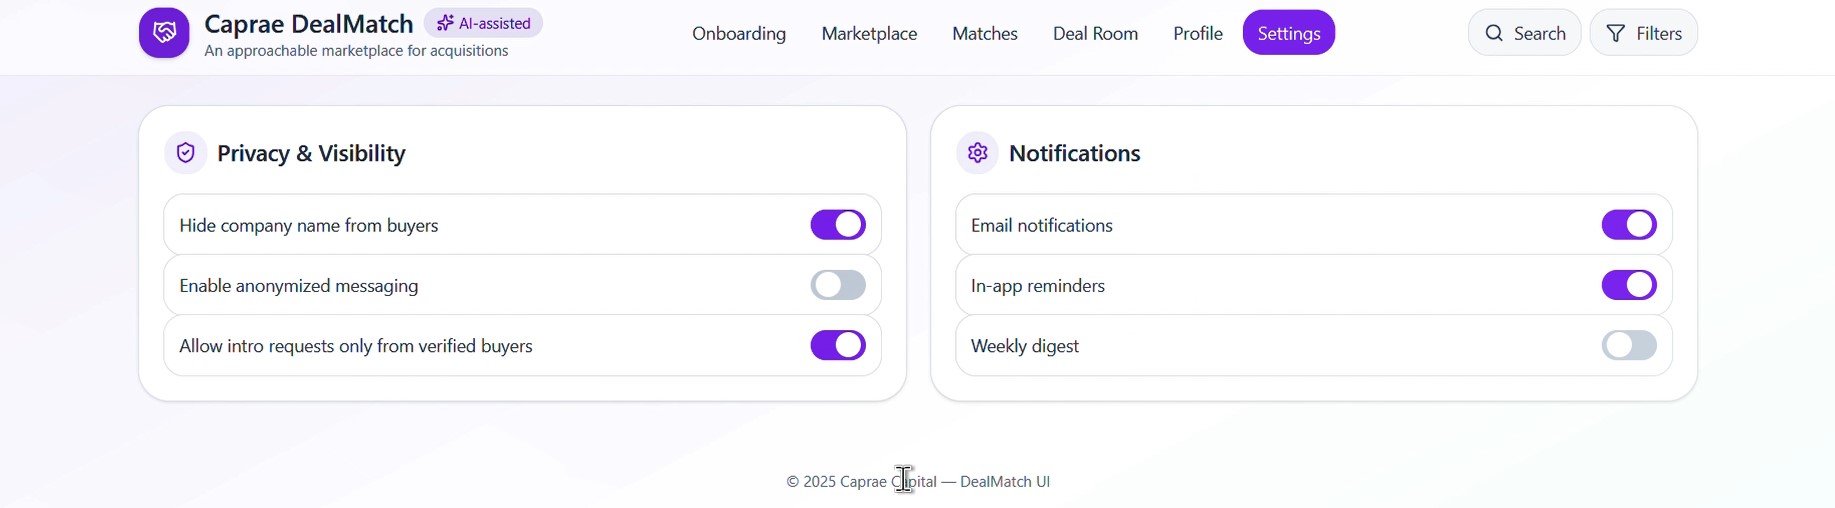 Caprae DealMatch
AI-assisted
An approachable marketplace for acquisitions
Onboarding
Marketplace
Matches
Deal Room
Profile
Settings
Search
Filters
Privacy & Visibility
Hide company name from buyers
Enable anonymized messaging
Allow intro requests only from verified buyers
Notifications
Email notifications
In-app reminders
Weekly digest
© 2025 Caprae Capital — DealMatch UI